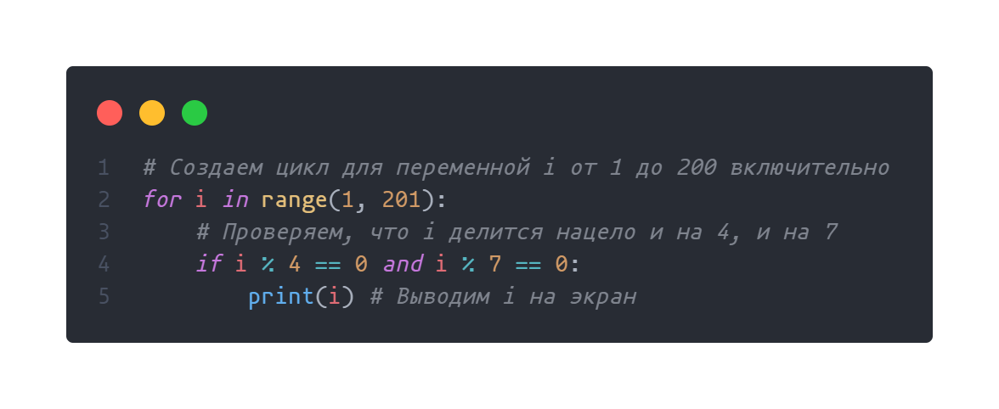 1 # Создаем цикл для переменной i от 1 до 200 включительно
2 for i in range(1, 201):
3     # Проверяем, что i делится нацело и на 4, и на 7
4     if i % 4 == 0 and i % 7 == 0:
5         print(i) # Выводим i на экран